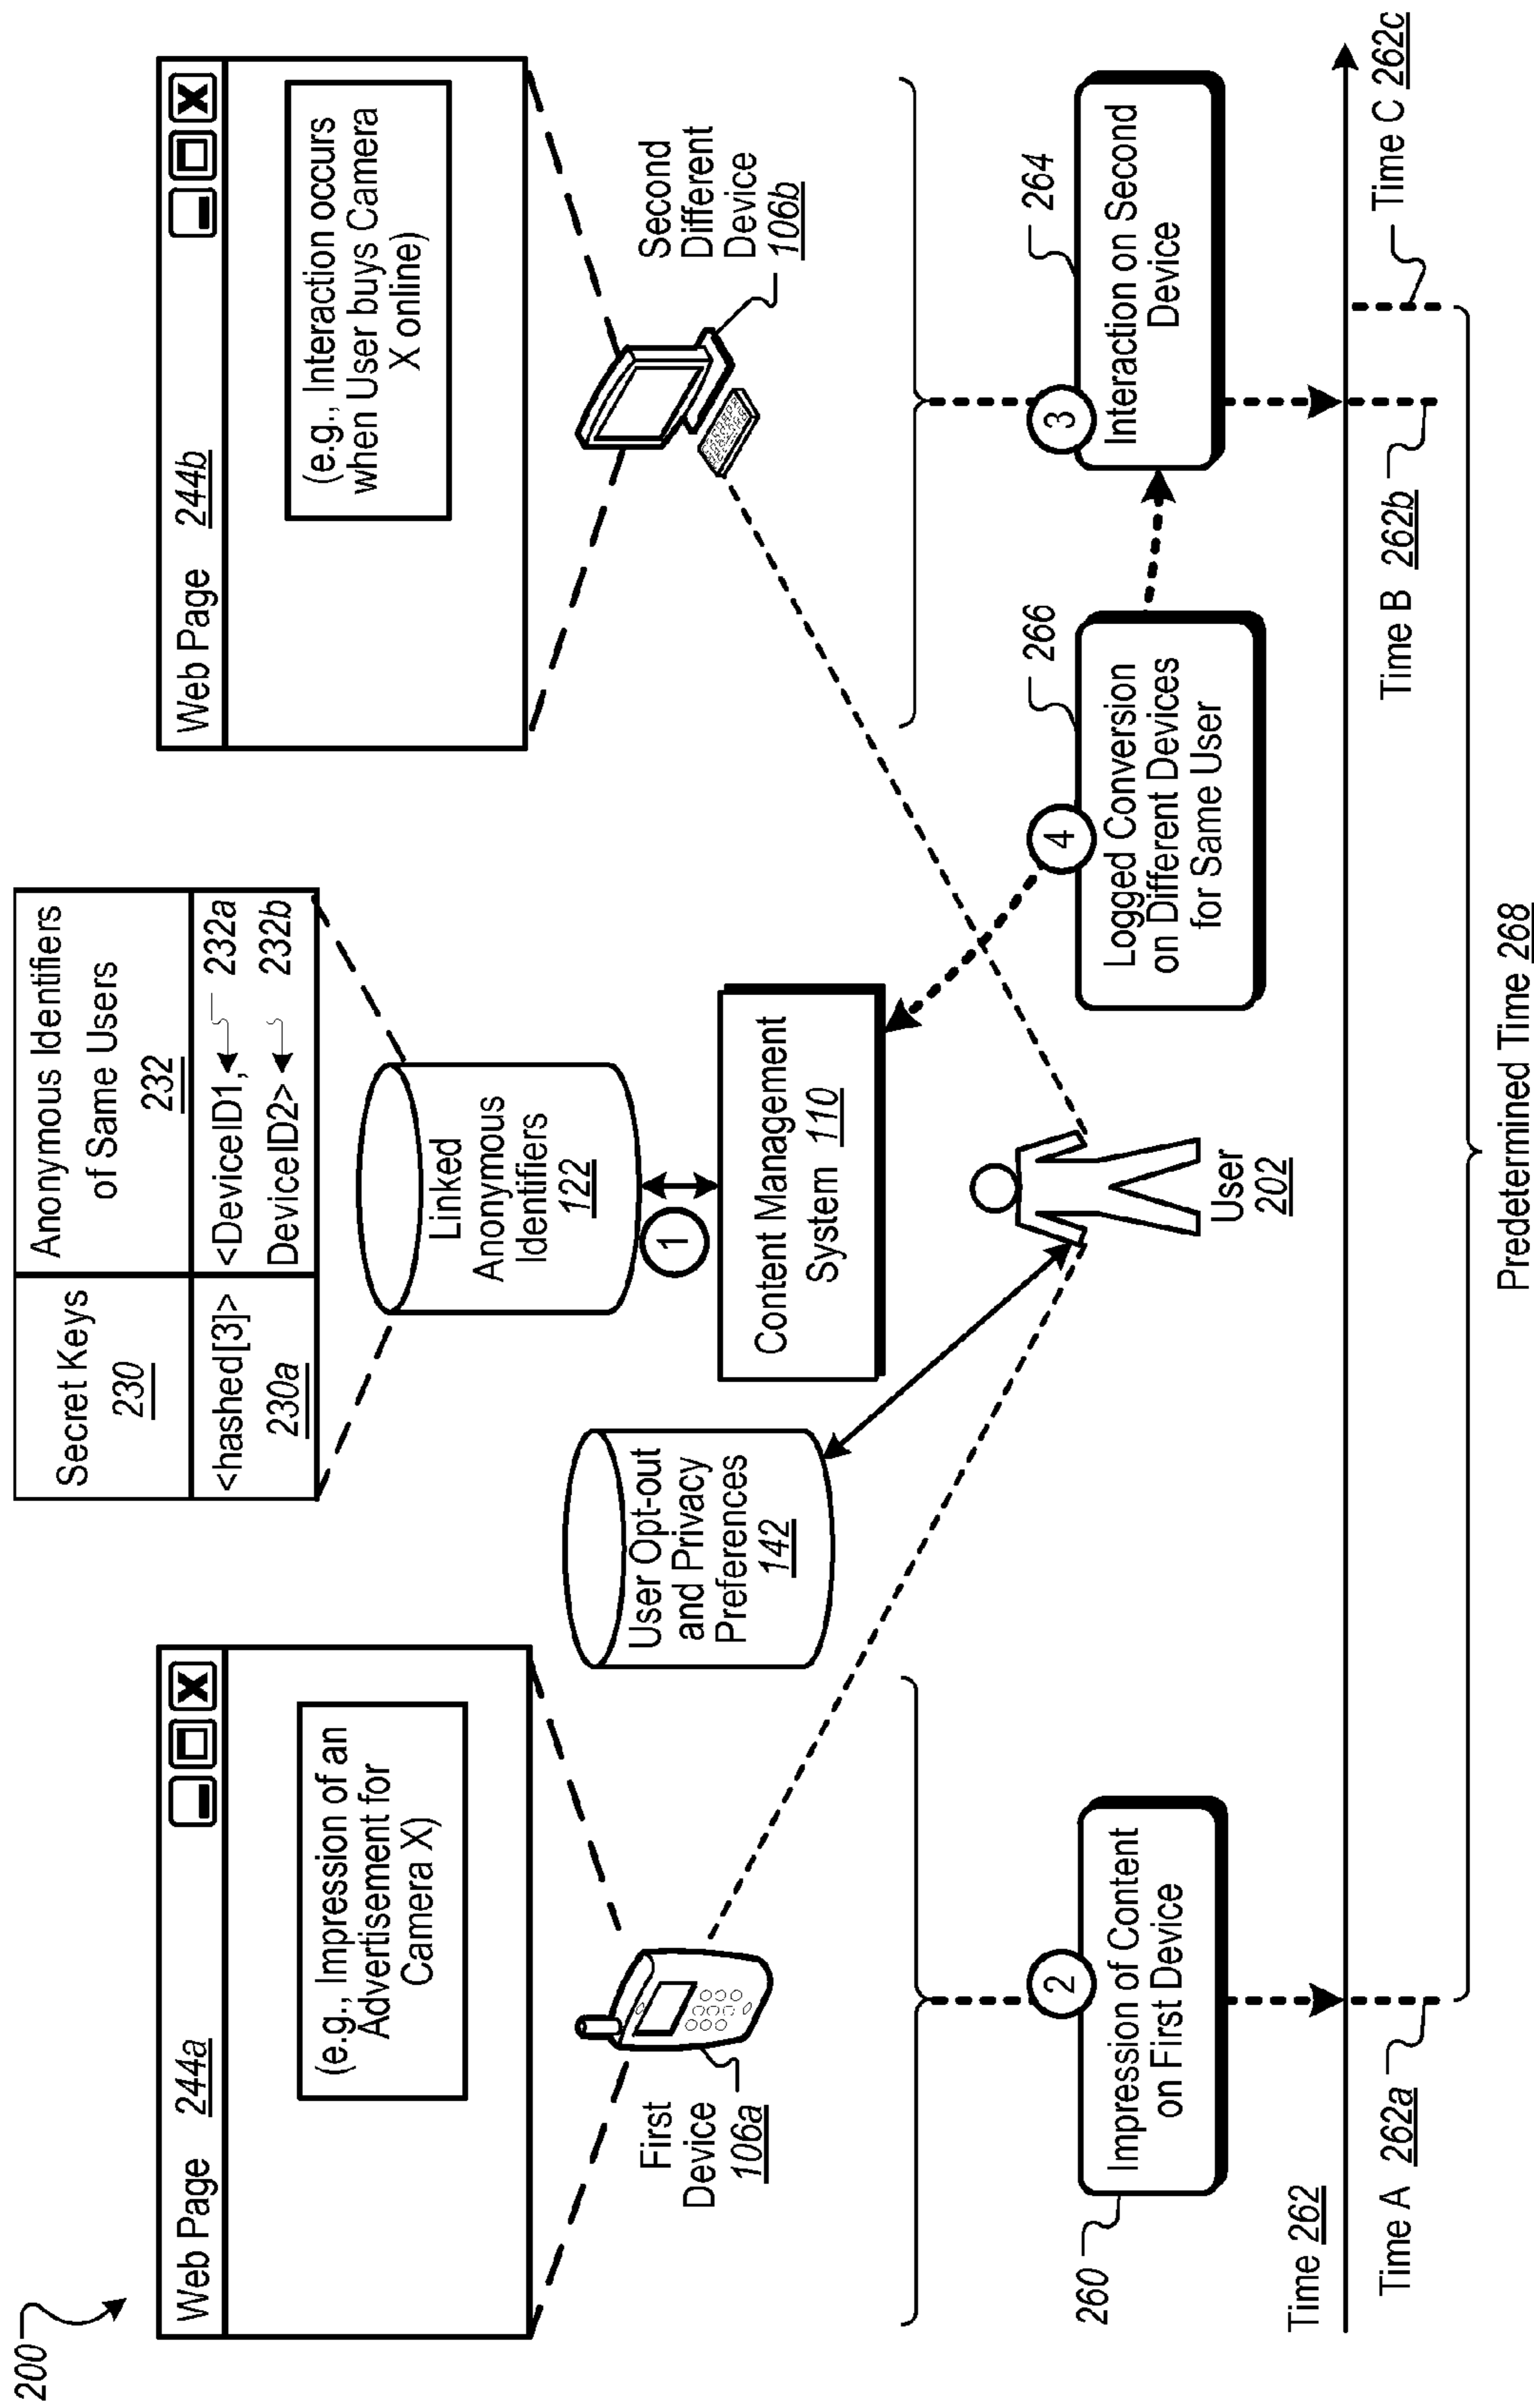 200
Web Page 244a
(e.g., Impression of an
Advertisement for
Camera X)
Secret Keys
230
Anonymous Identifiers
of Same Users
232
<hashed[3]>
230a
<DeviceID1,
232a
DeviceID2>
232b
Web Page 244b
(e.g., Interaction occurs
when User buys Camera
X online)
First
Device
106a
User Opt-out
and Privacy
Preferences
142
Linked
Anonymous
Identifiers
122
1
Content Management
System 110
Second
Different
Device
106b
User
202
260
2
Impression of Content
on First Device
4
266
Logged Conversion
on Different Devices
for Same User
3
264
Interaction on Second
Device
Time 262
Time A 262a
Time B 262b
Time C 262c
Predetermined Time 268